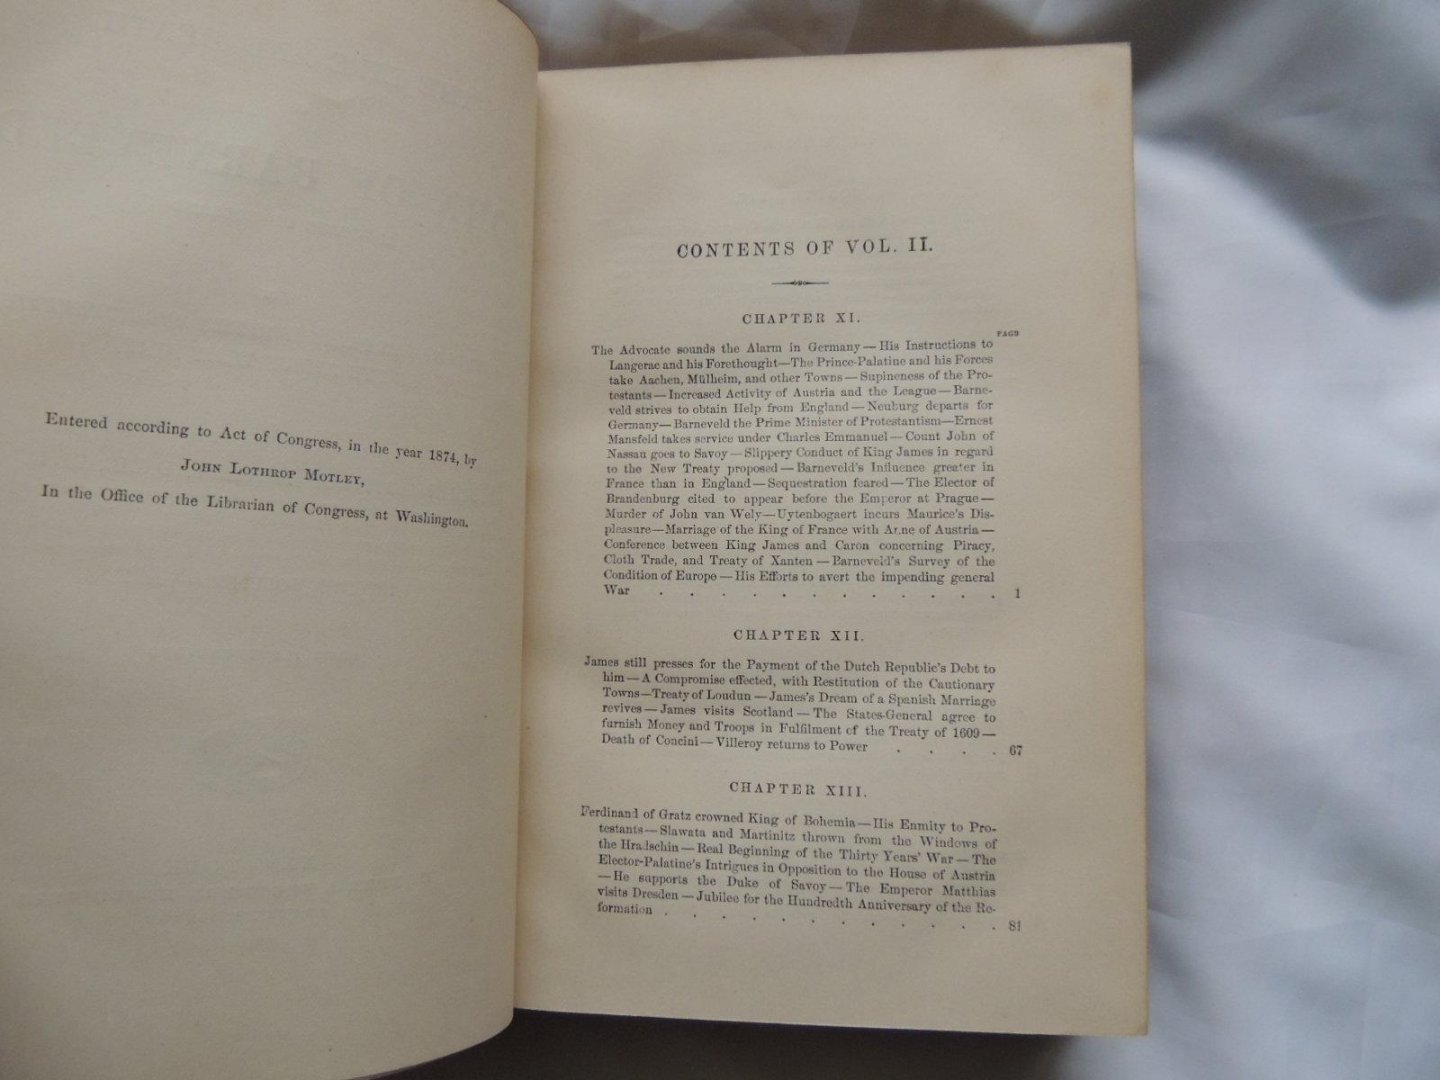 Entered according to Act of Congress, in the year 1874, by
JOHN LOTHROP MOTLEY,
In the Office of the Librarian of Congress, at Washington.
CONTENTS OF VOL. II.
CHAPTER XI.
PAGE
The Advocate sounds the Alarm in Germany — His Instructions to
Langerac and his Forethought—The Prince-Palatine and his Forces
take Aachen, Mülheim, and other Towns — Supineness of the Pro-
testants — Increased Activity of Austria and the League — Barne-
veld strives to obtain Help from England — Neuburg departs for
Germany — Barneveld the Prime Minister of Protestantism — Ernest
Mansfeld takes service under Charles Emmanuel — Count John of
Nassau goes to Savoy — Slippery Conduct of King James in regard
to the New Treaty proposed — Barneveld's Influence greater in
France than in England — Sequestration feared — The Elector of
Brandenburg cited to appear before the Emperor at Prague —
Murder of John van Wely — Uytenbogaert incurs Maurice's Dis-
pleasure — Marriage of the King of France with Anne of Austria —
Conference between King James and Caron concerning Piracy,
Cloth Trade, and Treaty of Xanten — Barneveld's Survey of the
Condition of Europe — His Efforts to avert the impending general
War . . . . . . . . . . . . 1
CHAPTER XII.
James still presses for the Payment of the Dutch Republic's Debt to
him — A Compromise effected, with Restitution of the Cautionary
Towns — Treaty of Loudun — James's Dream of a Spanish Marriage
revives — James visits Scotland — The States-General agree to
furnish Money and Troops in Fulfilment of the Treaty of 1609 —
Death of Concini — Villeroy returns to Power . . . . 67
CHAPTER XIII.
Ferdinand of Gratz crowned King of Bohemia — His Enmity to Pro-
testants — Slawata and Martinitz thrown from the Windows of
the Hradschin — Real Beginning of the Thirty Years' War — The
Elector-Palatine's Intrigues in Opposition to the House of Austria
— He supports the Duke of Savoy — The Emperor Matthias
visits Dresden — Jubilee for the Hundredth Anniversary of the Re-
formation . . . . . . . . . . . . 81